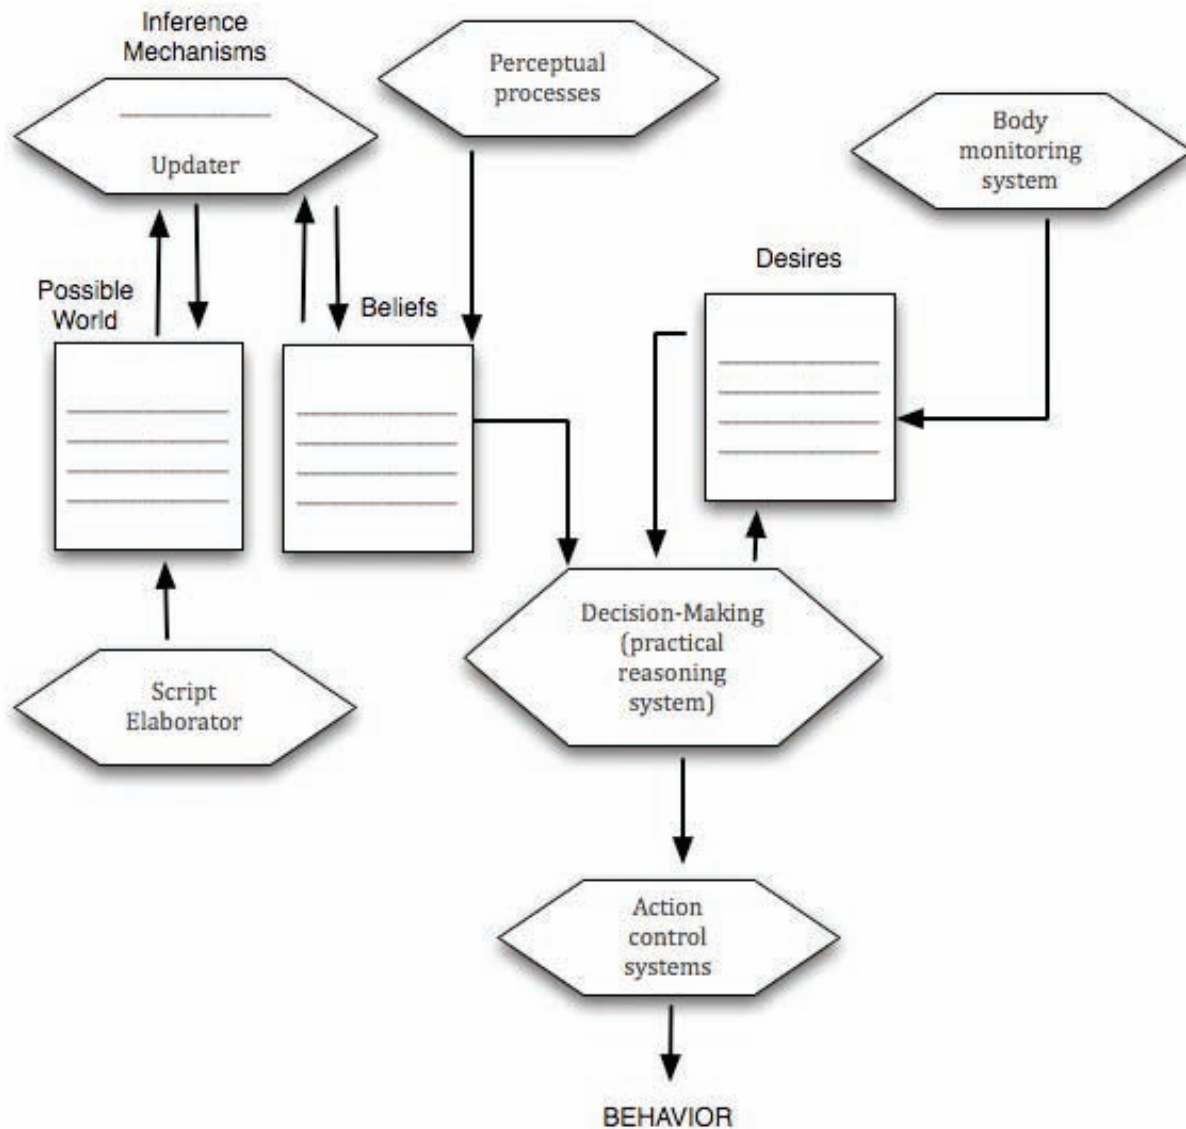 Inference
Mechanisms
Updater
Perceptual
processes
Body
monitoring
system
Possible
World
Beliefs
Desires
Script
Elaborator
Decision-Making
(practical
reasoning
system)
Action
control
systems
BEHAVIOR